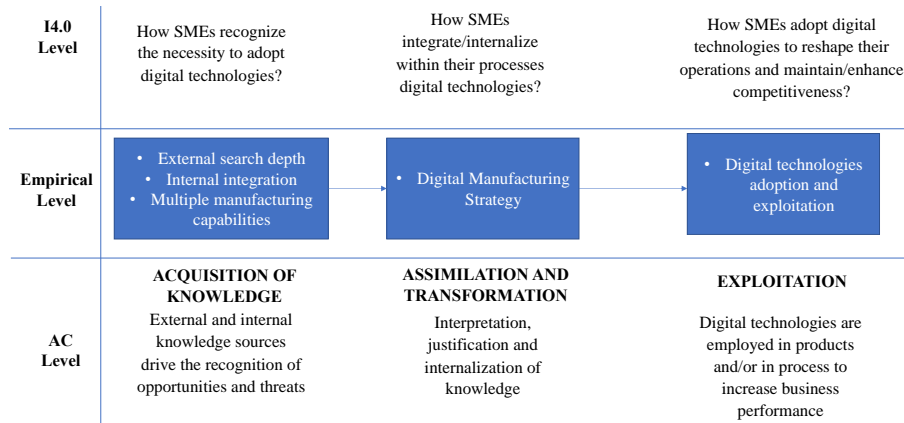 I4.0
Level
How SMEs recognize
the necessity to adopt
digital technologies?
How SMEs
integrate/internalize
within their processes
digital technologies?
How SMEs adopt digital
technologies to reshape their
operations and maintain/enhance
competitiveness?
Empirical
Level
• External search depth
• Internal integration
• Multiple manufacturing
capabilities
• Digital Manufacturing
Strategy
• Digital technologies
adoption and
exploitation
AC
Level
ACQUISITION OF
KNOWLEDGE
External and internal
knowledge sources
drive the recognition of
opportunities and threats
ASSIMILATION AND
TRANSFORMATION
Interpretation,
justification and
internalization of
knowledge
EXPLOITATION
Digital technologies are
employed in products
and/or in process to
increase business
performance